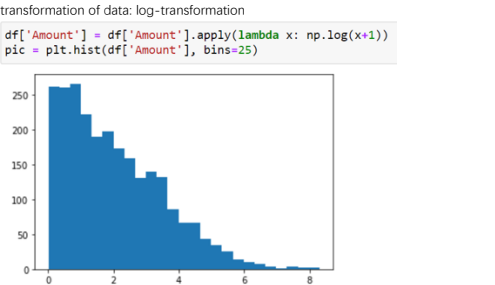 transformation of data: log-transformation
df['Amount'] = df['Amount'].apply(lambda x: np.log(x+1))
pic = plt.hist(df['Amount'], bins=25)
250
200
150
100
50
0
0 2 4 6 8